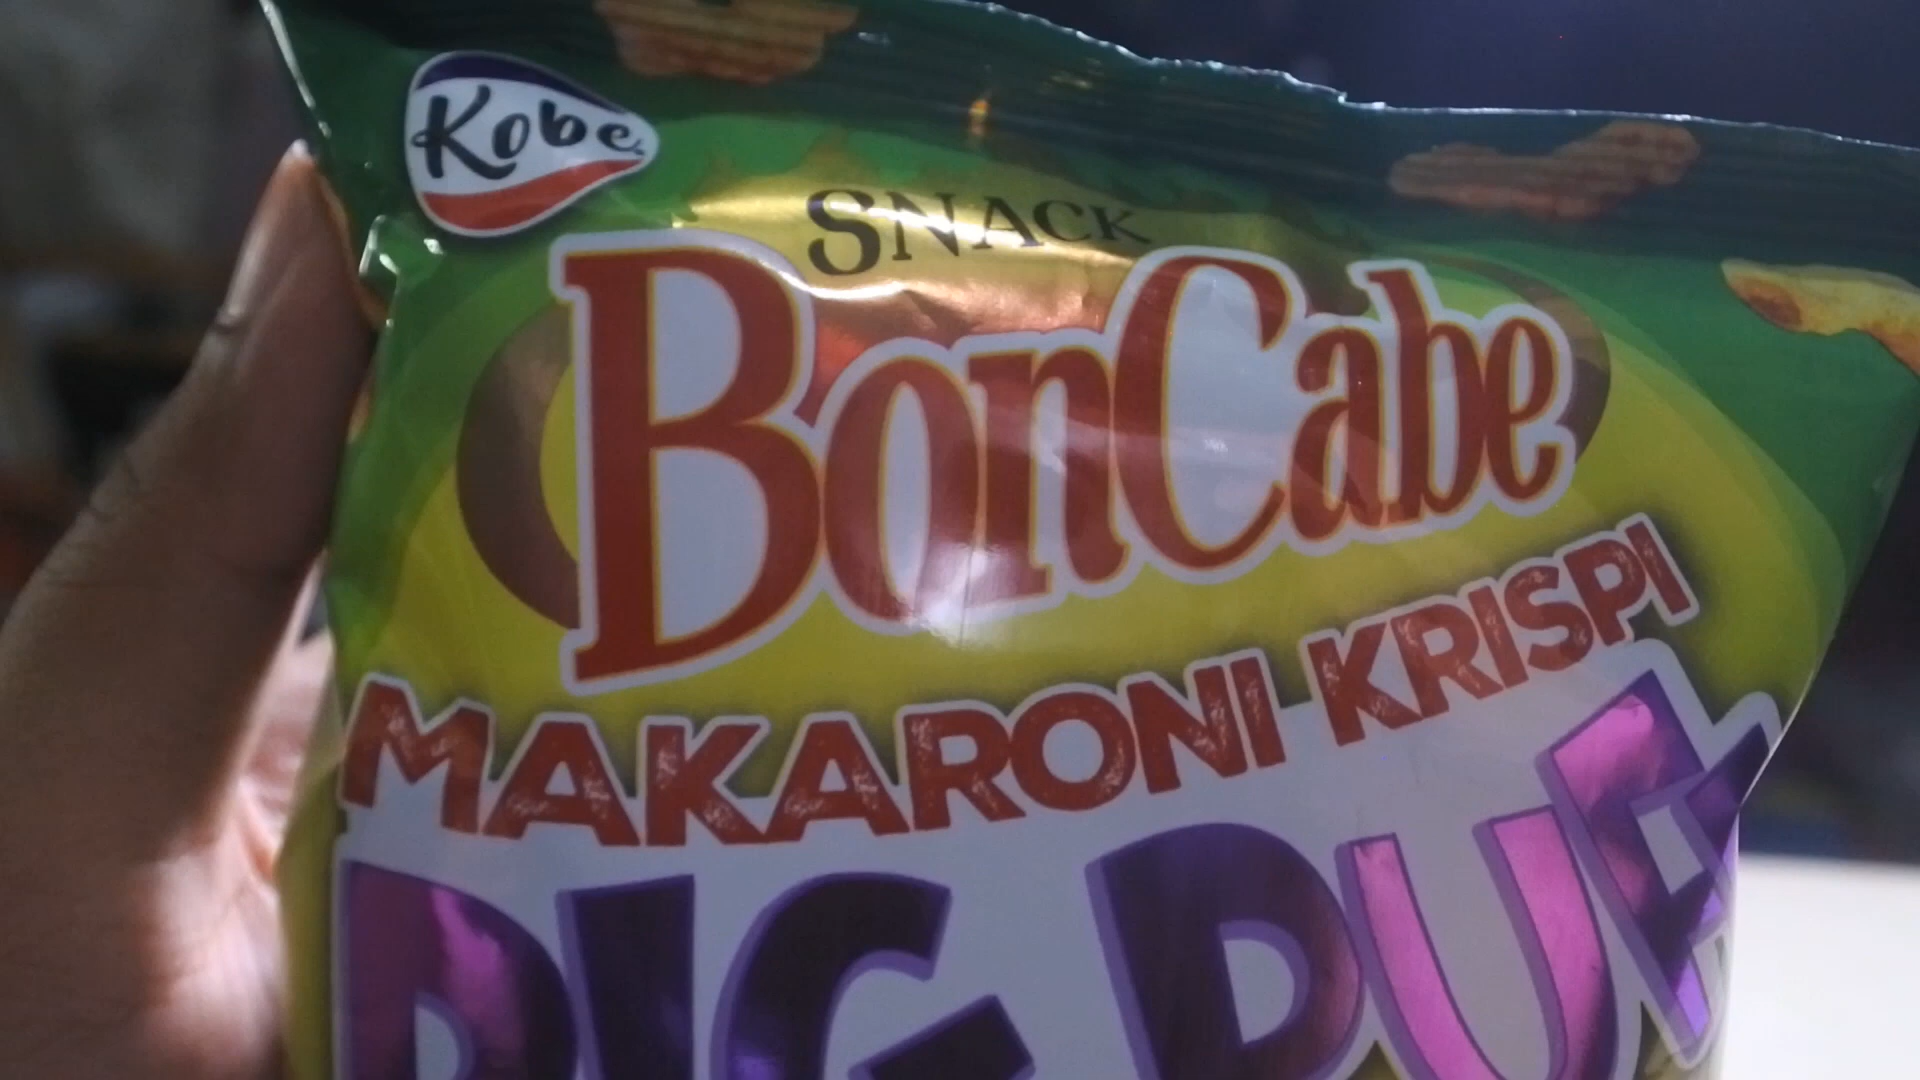 Kobe
SNACK
BonCabe
MAKARONI KRISPI
BIG PUFF